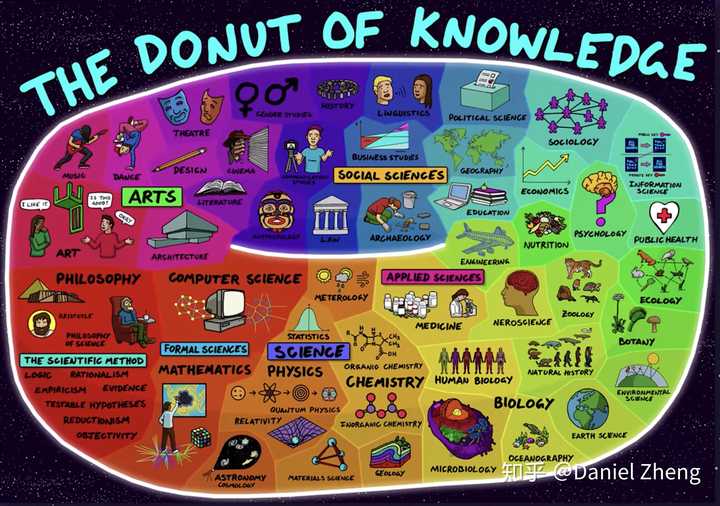 THE DONUT OF KNOWLEDGE
GENDER STUDIES
HISTORY
LINGUISTICS
POLITICAL SCIENCE
THEATRE
SOCIOLOGY
MUSIC
DANCE
DESIGN
CINEMA
COMMUNICATION
STUDIES
BUSINESS STUDIES
GEOGRAPHY
SOCIAL SCIENCES
ECONOMICS
INFORMATION
SCIENCE
ARTS
LITERATURE
EDUCATION
I LIKE IT
IS THIS
GOOD?
OKAY
ART
ARCHITECTURE
ANTHROPOLOGY
LAW
ARCHAEOLOGY
NUTRITION
PSYCHOLOGY
PUBLIC HEALTH
ENGINEERING
PHILOSOPHY
COMPUTER SCIENCE
METEROLOGY
APPLIED SCIENCES
ARISTOTLE
PHILOSOPHY
OF SCIENCE
STATISTICS
MEDICINE
NEROSCIENCE
ZOOLOGY
ECOLOGY
BOTANY
THE SCIENTIFIC METHOD
FORMAL SCIENCES
SCIENCE
R
N
H
H
CH3
CH3
OH
ORGANIC CHEMISTRY
LOGIC RATIONALISM
MATHEMATICS
PHYSICS
CHEMISTRY
HUMAN BIOLOGY
NATURAL HISTORY
EMPIRICISM EVIDENCE
TESTABLE HYPOTHESES
REDUCTIONISM
OBJECTIVITY
QUANTUM PHYSICS
RELATIVITY
INORGANIC CHEMISTRY
BIOLOGY
ENVIRONMENTAL
SCIENCE
EARTH SCIENCE
ASTRONOMY
COSMOLOGY
MATERIALS SCIENCE
GEOLOGY
MICROBIOLOGY
OCEANOGRAPHY
知乎 @Daniel Zheng